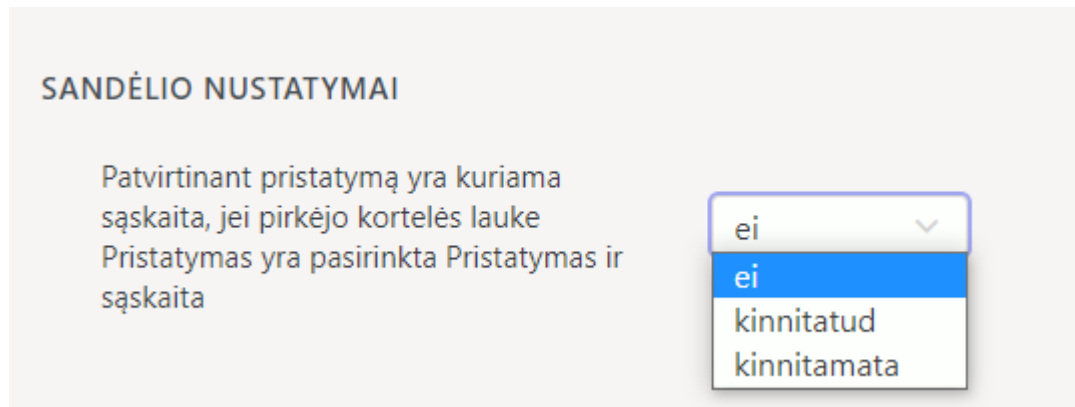 SANDĖLIO NUSTATYMAI
Patvirtinant pristatymą yra kuriama
sąskaita, jei pirkėjo kortelės lauke
Pristatymas yra pasirinkta Pristatymas ir
sąskaita
ei
ei
kinnitatud
kinnitamata